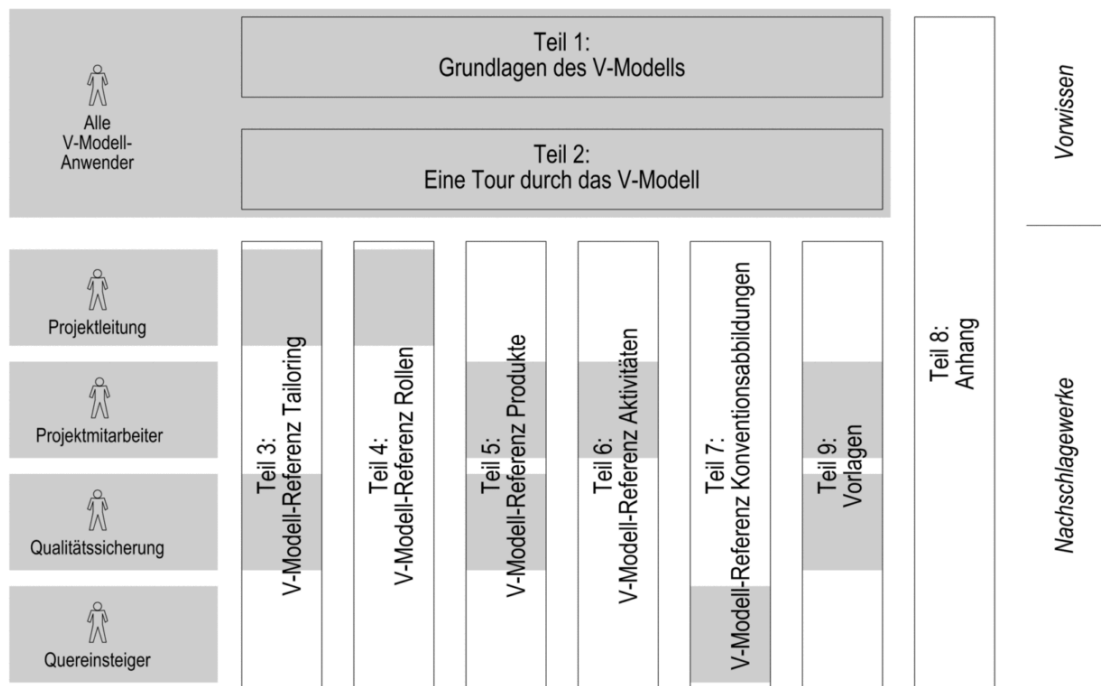 Teil 1:
Grundlagen des V-Modells
Alle
V-Modell-
Anwender
Teil 2:
Eine Tour durch das V-Modell
Vorwissen
Projektleitung
Projektmitarbeiter
Qualitätssicherung
Quereinsteiger
Teil 3:
V-Modell-Referenz Tailoring
Teil 4:
V-Modell-Referenz Rollen
Teil 5:
V-Modell-Referenz Produkte
Teil 6:
V-Modell-Referenz Aktivitäten
Teil 7:
V-Modell-Referenz Konventionsabbildungen
Teil 9:
Vorlagen
Teil 8:
Anhang
Nachschlagewerke